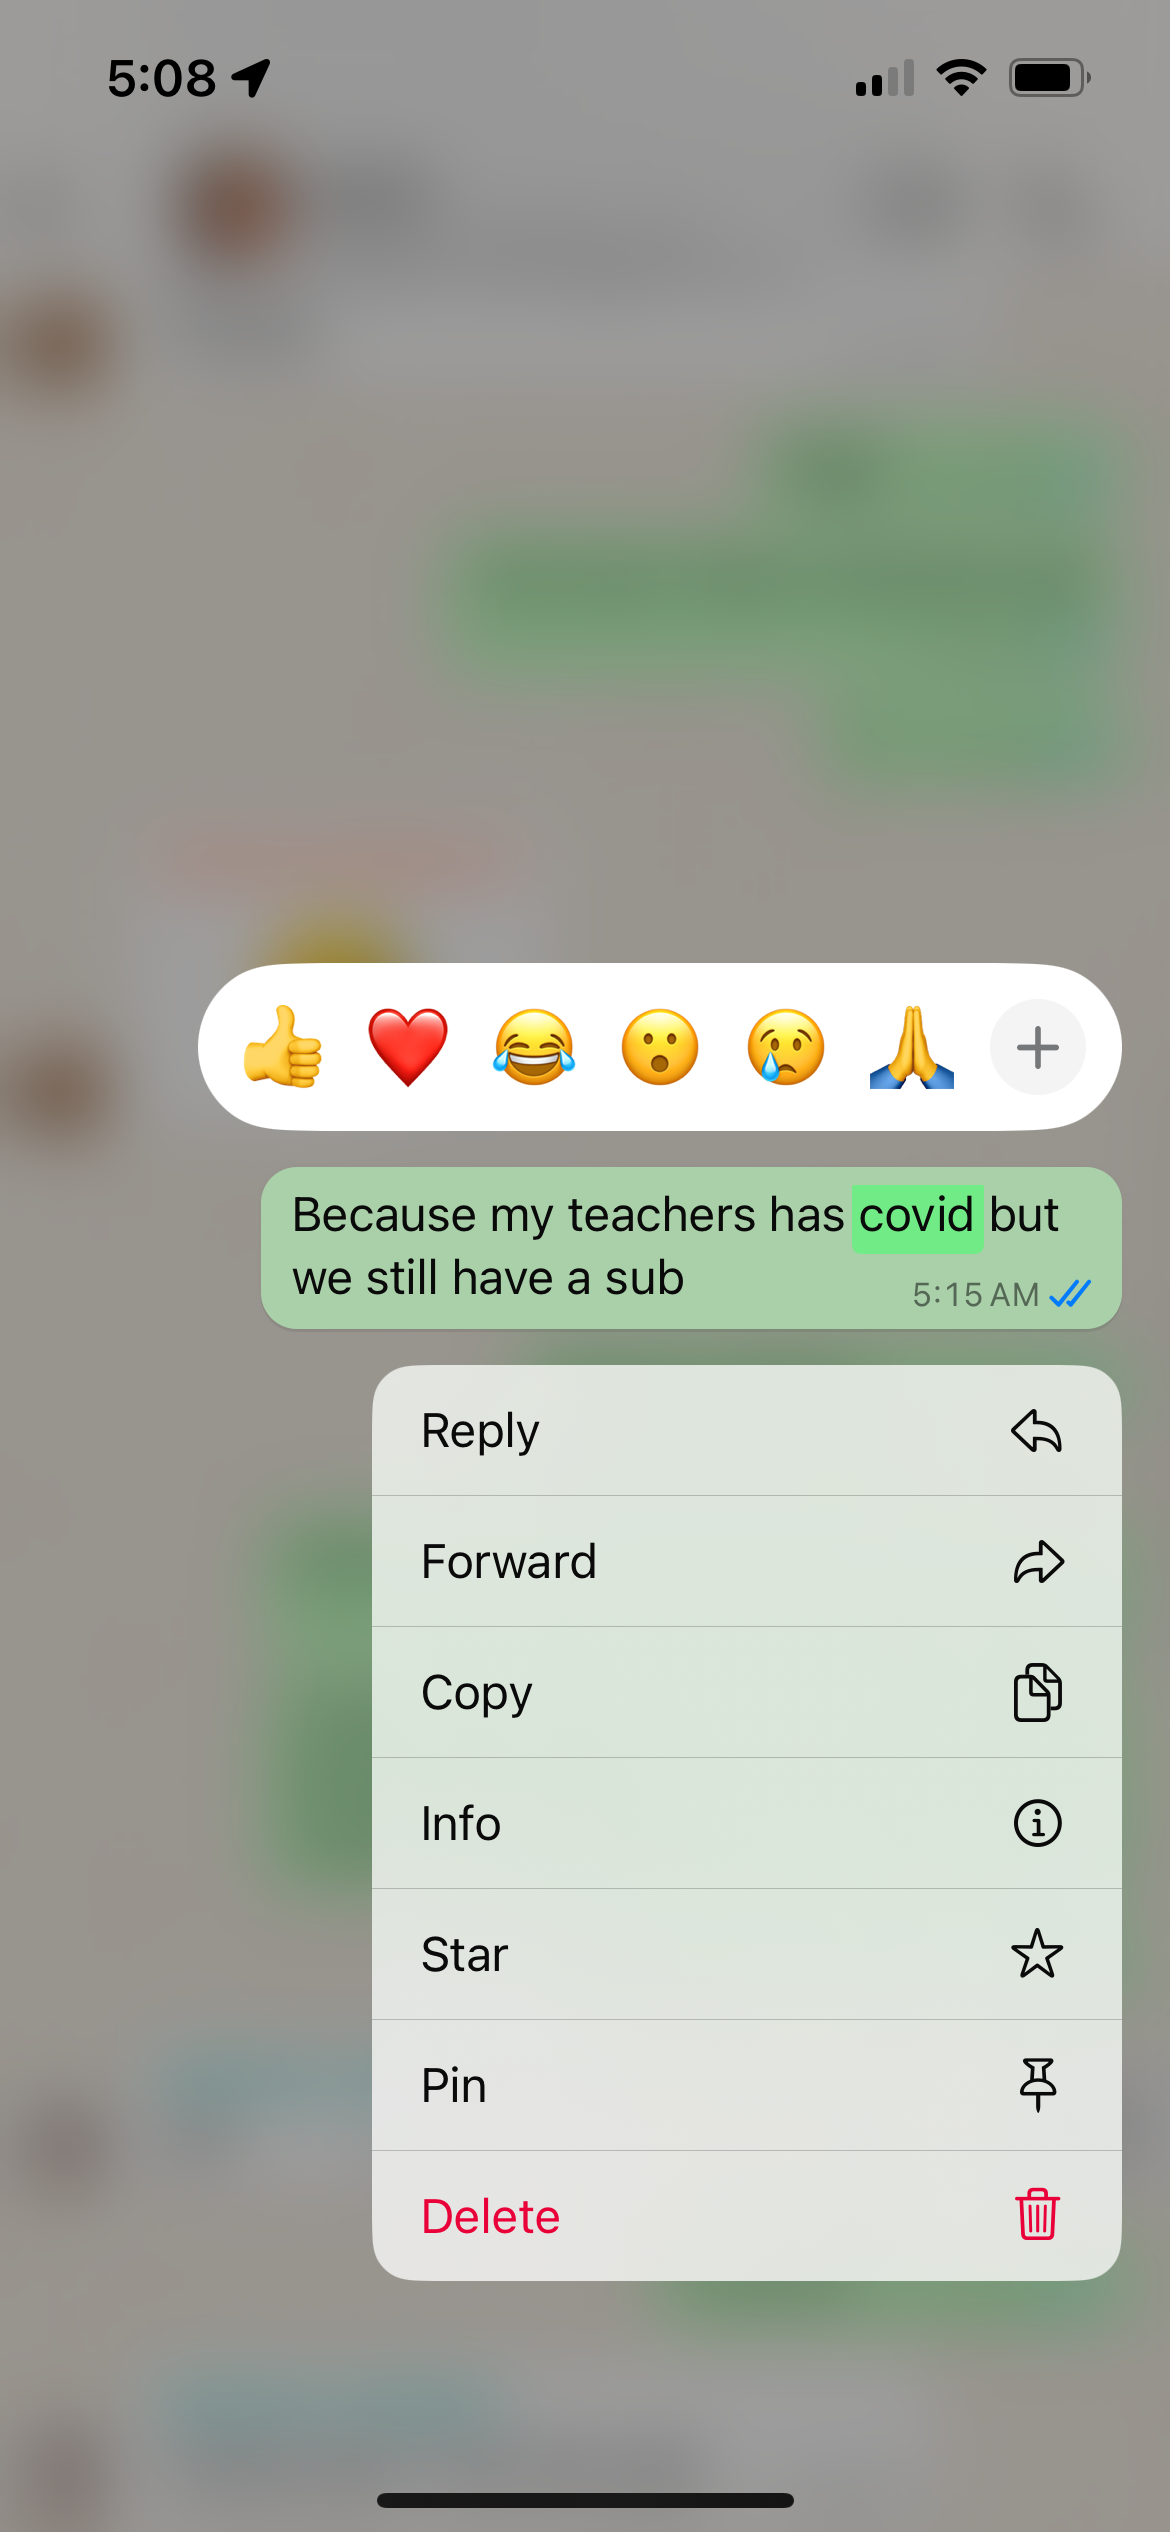 5:08
Because my teachers has covid but
we still have a sub
5:15 AM
Reply
Forward
Copy
Info
Star
Pin
Delete